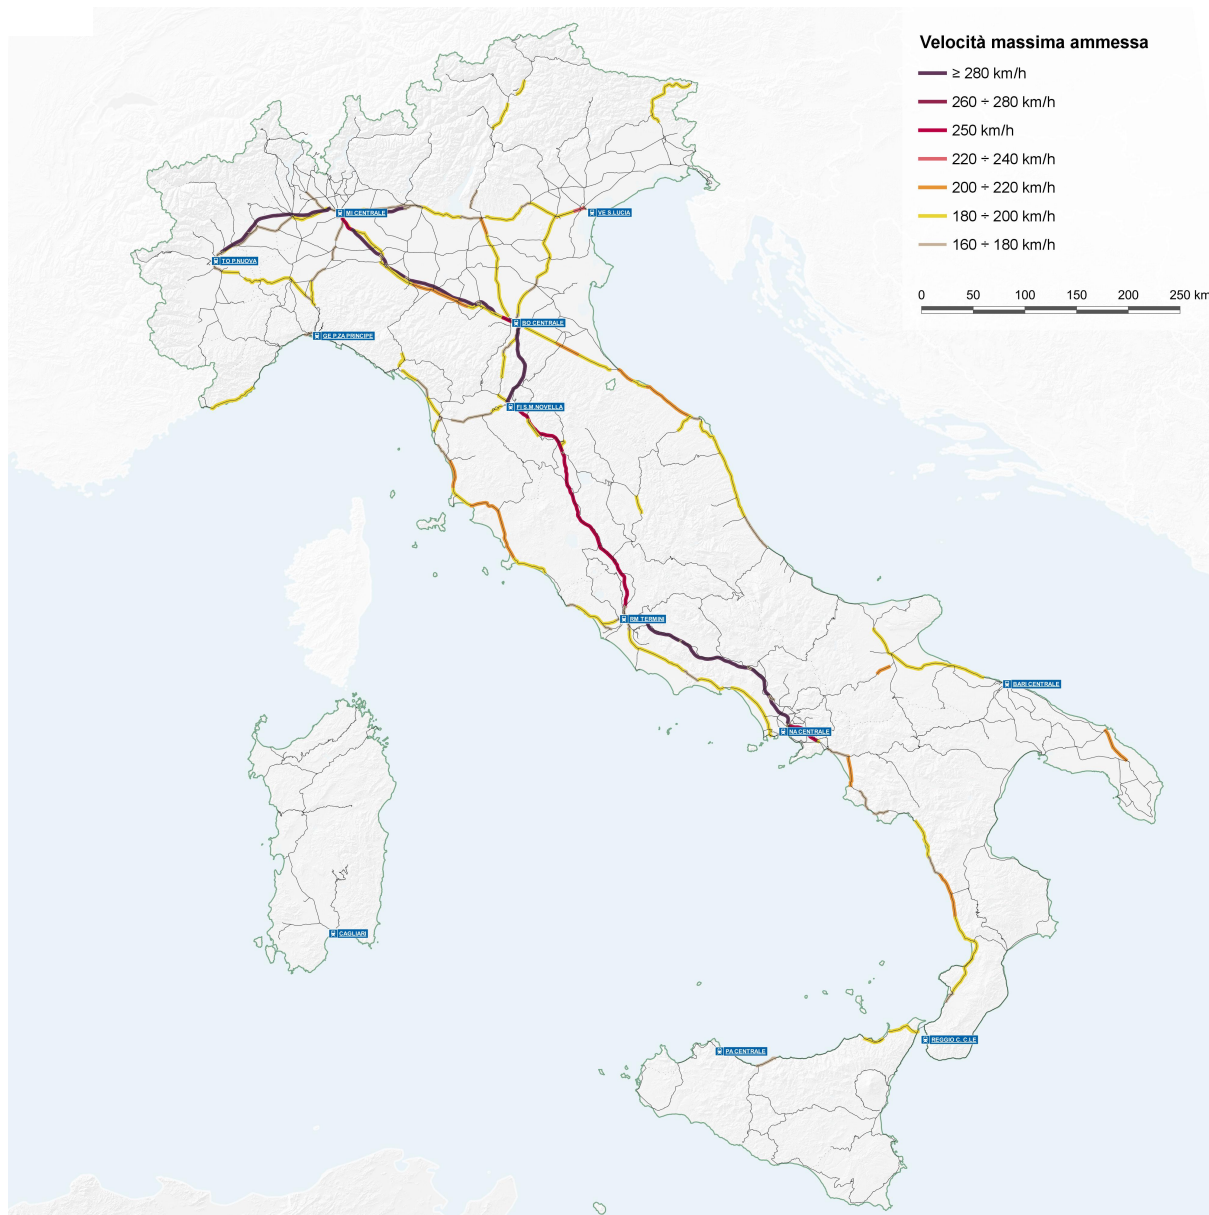 Velocità massima ammessa
≥ 280 km/h
260 ÷ 280 km/h
250 km/h
220 ÷ 240 km/h
200 ÷ 220 km/h
180 ÷ 200 km/h
160 ÷ 180 km/h
0 50 100 150 200 250 km
MI CENTRALE
VE S.LUCIA
TO P.NUOVA
BO CENTRALE
GE P.ZA PRINCIPE
FI S.M.NOVELLA
RM TERMINI
BARI CENTRALE
NA CENTRALE
CAGLIARI
REGGIO C. C.LE
PA CENTRALE